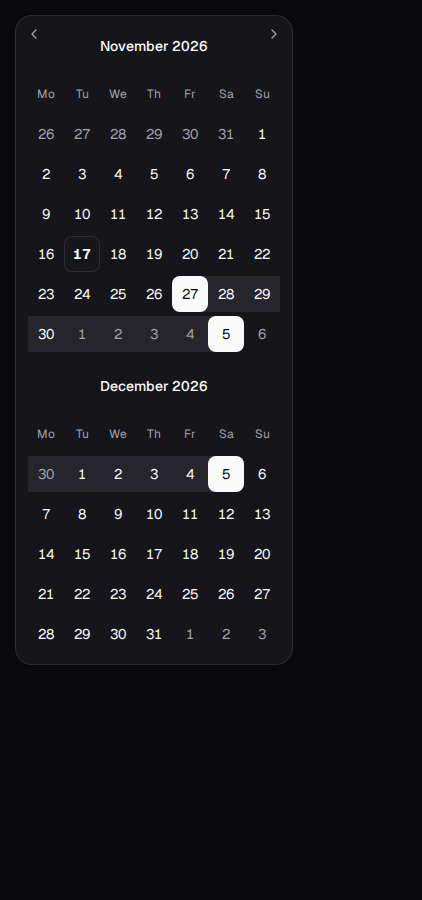 November 2026
Mo Tu We Th Fr Sa Su
26 27 28 29 30 31 1
2 3 4 5 6 7 8
9 10 11 12 13 14 15
16 17 18 19 20 21 22
23 24 25 26 27 28 29
30 1 2 3 4 5 6
December 2026
Mo Tu We Th Fr Sa Su
30 1 2 3 4 5 6
7 8 9 10 11 12 13
14 15 16 17 18 19 20
21 22 23 24 25 26 27
28 29 30 31 1 2 3